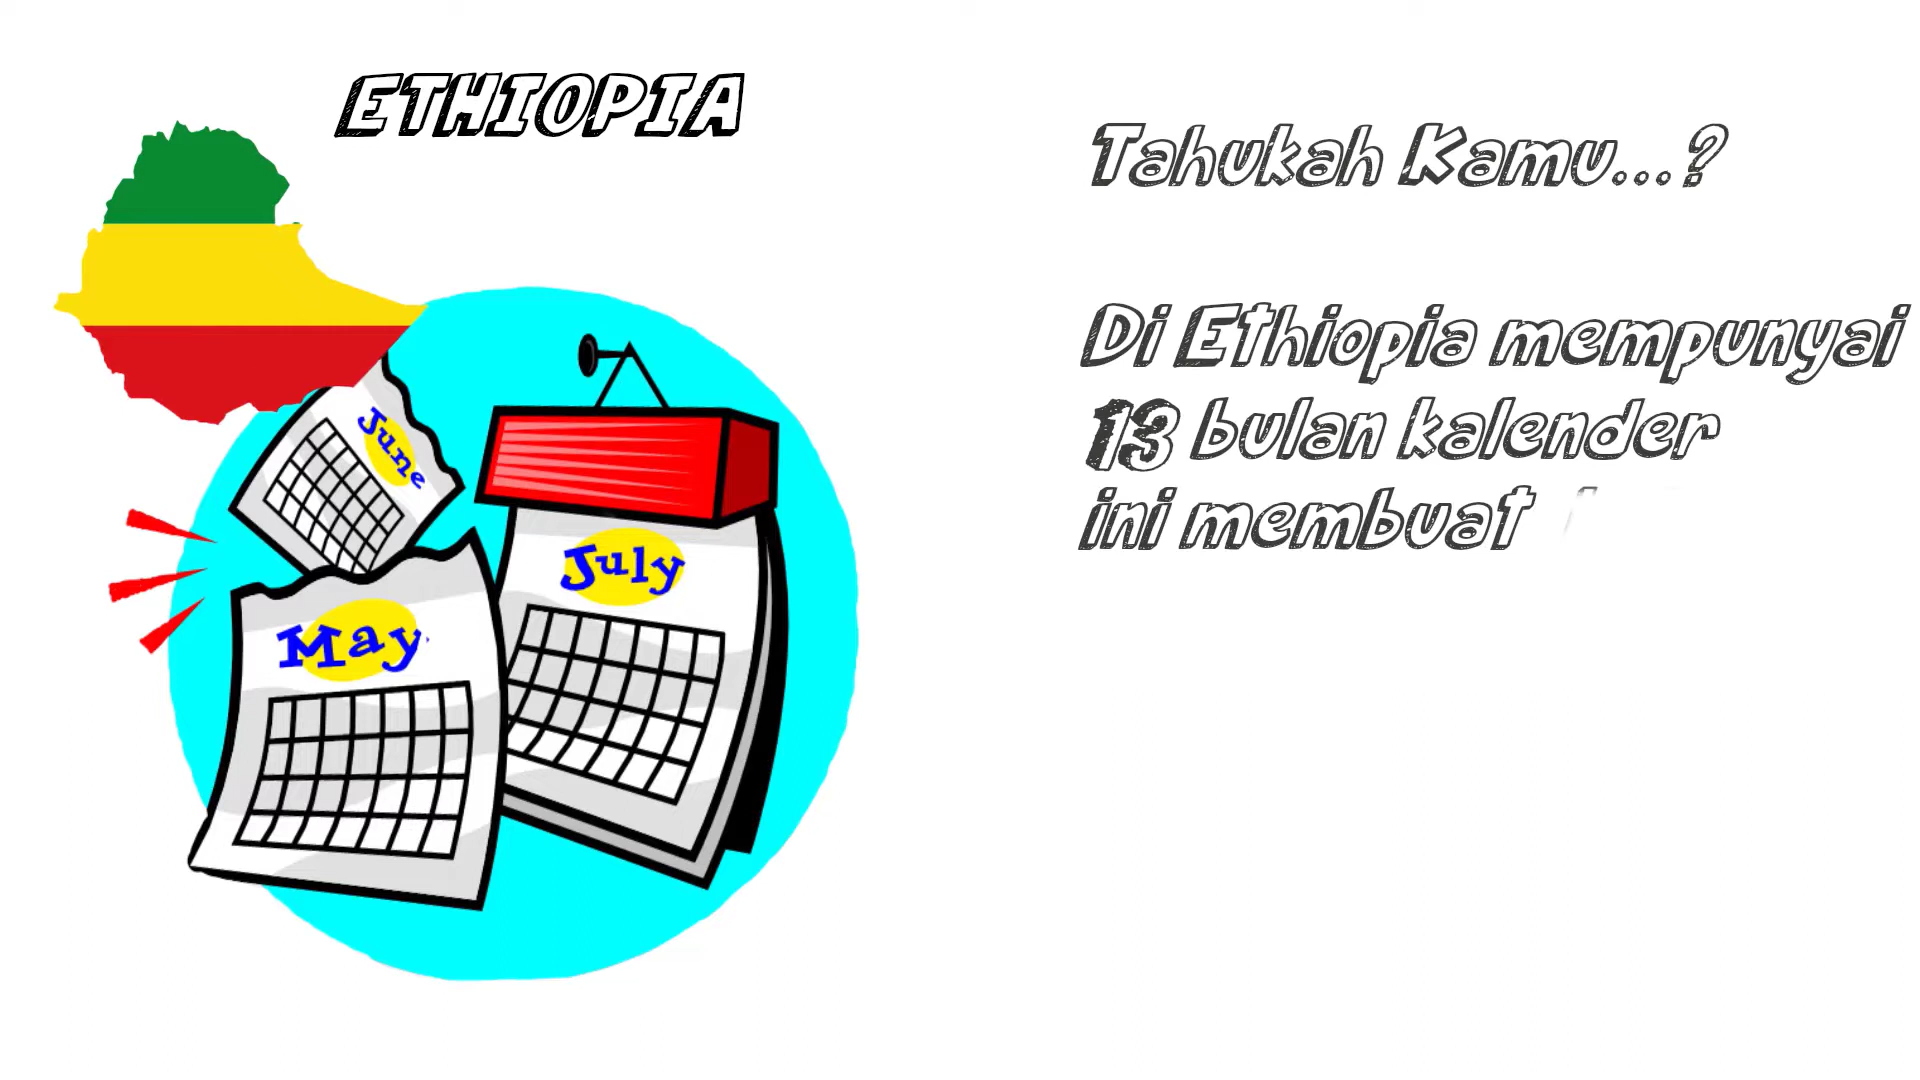 ETHIOPIA
Tahukah Kamu...?
Di Ethiopia mempunyai
13 bulan kalender
ini membuat
June
July
May